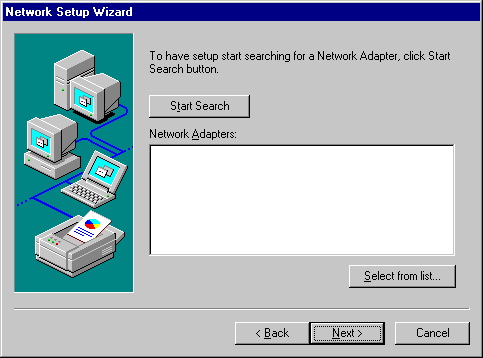 Network Setup Wizard
To have setup start searching for a Network Adapter, click Start
Search button.
Start Search
Network Adapters:
Select from list...
< Back
Next >
Cancel